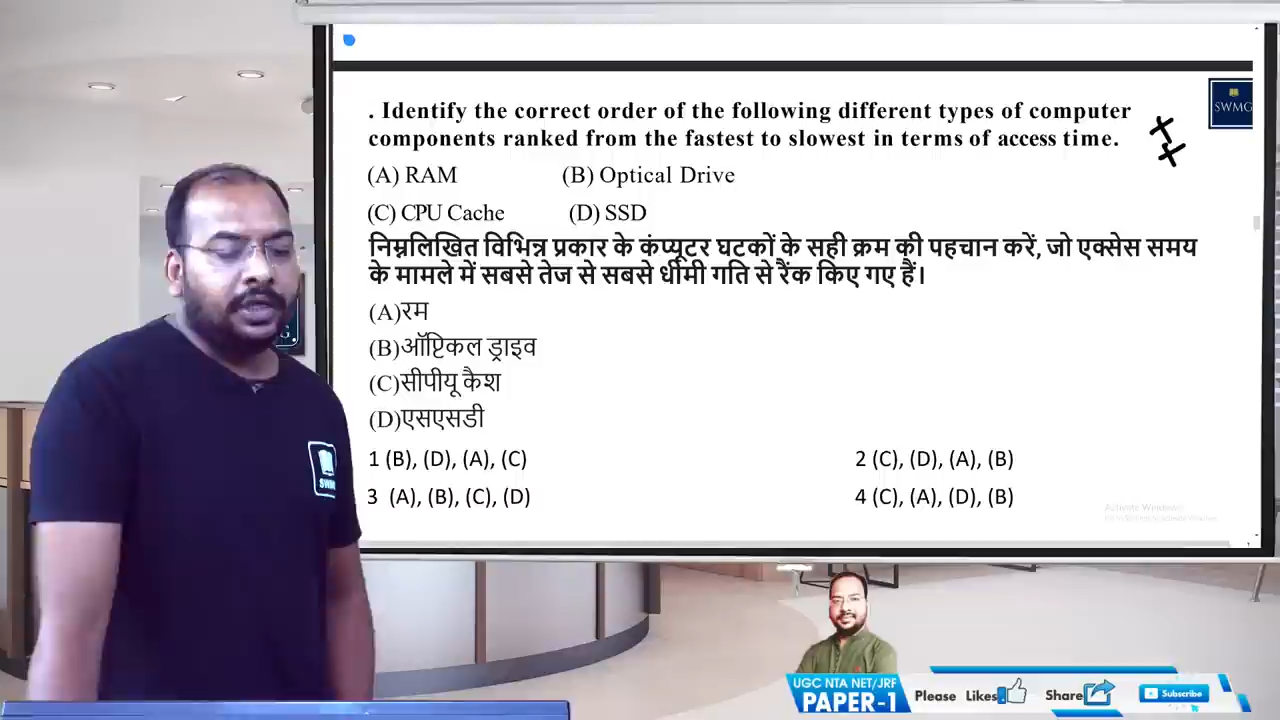 . Identify the correct order of the following different types of computer
components ranked from the fastest to slowest in terms of access time.
SWMG
(A) RAM (B) Optical Drive
(C) CPU Cache (D) SSD
निम्नलिखित विभिन्न प्रकार के कंप्यूटर घटकों के सही क्रम की पहचान करें, जो एक्सेस समय
के मामले में सबसे तेज से सबसे धीमी गति से रैंक किए गए हैं।
(A)रम
(B)ऑप्टिकल ड्राइव
(C)सीपीयू कैश
(D)एसएसडी
1 (B), (D), (A), (C) 2 (C), (D), (A), (B)
3 (A), (B), (C), (D) 4 (C), (A), (D), (B)
Activate Windows
SWMG
UGC NTA NET/JRF
PAPER-1
Please Likes Share Subscribe